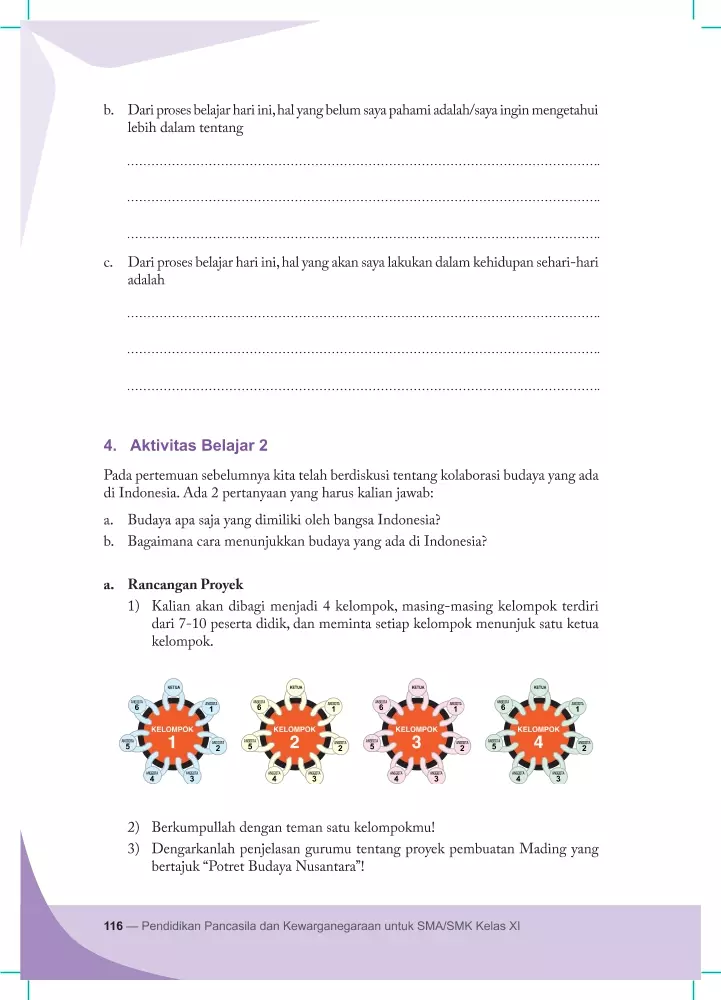 b. Dari proses belajar hari ini, hal yang belum saya pahami adalah/saya ingin mengetahui
lebih dalam tentang
.......................................................................................................
.......................................................................................................
.......................................................................................................
c. Dari proses belajar hari ini, hal yang akan saya lakukan dalam kehidupan sehari-hari
adalah
.......................................................................................................
.......................................................................................................
.......................................................................................................
4. Aktivitas Belajar 2
Pada pertemuan sebelumnya kita telah berdiskusi tentang kolaborasi budaya yang ada
di Indonesia. Ada 2 pertanyaan yang harus kalian jawab:
a. Budaya apa saja yang dimiliki oleh bangsa Indonesia?
b. Bagaimana cara menunjukkan budaya yang ada di Indonesia?
a. Rancangan Proyek
1) Kalian akan dibagi menjadi 4 kelompok, masing-masing kelompok terdiri
dari 7-10 peserta didik, dan meminta setiap kelompok menunjuk satu ketua
kelompok.
KETUA
ANGGOTA 1
ANGGOTA 2
ANGGOTA 3
ANGGOTA 4
ANGGOTA 5
ANGGOTA 6
KELOMPOK
1
KETUA
ANGGOTA 1
ANGGOTA 2
ANGGOTA 3
ANGGOTA 4
ANGGOTA 5
ANGGOTA 6
KELOMPOK
2
KETUA
ANGGOTA 1
ANGGOTA 2
ANGGOTA 3
ANGGOTA 4
ANGGOTA 5
ANGGOTA 6
KELOMPOK
3
KETUA
ANGGOTA 1
ANGGOTA 2
ANGGOTA 3
ANGGOTA 4
ANGGOTA 5
ANGGOTA 6
KELOMPOK
4
2) Berkumpullah dengan teman satu kelompokmu!
3) Dengarkanlah penjelasan gurumu tentang proyek pembuatan Mading yang
bertajuk “Potret Budaya Nusantara”!
116 — Pendidikan Pancasila dan Kewarganegaraan untuk SMA/SMK Kelas XI